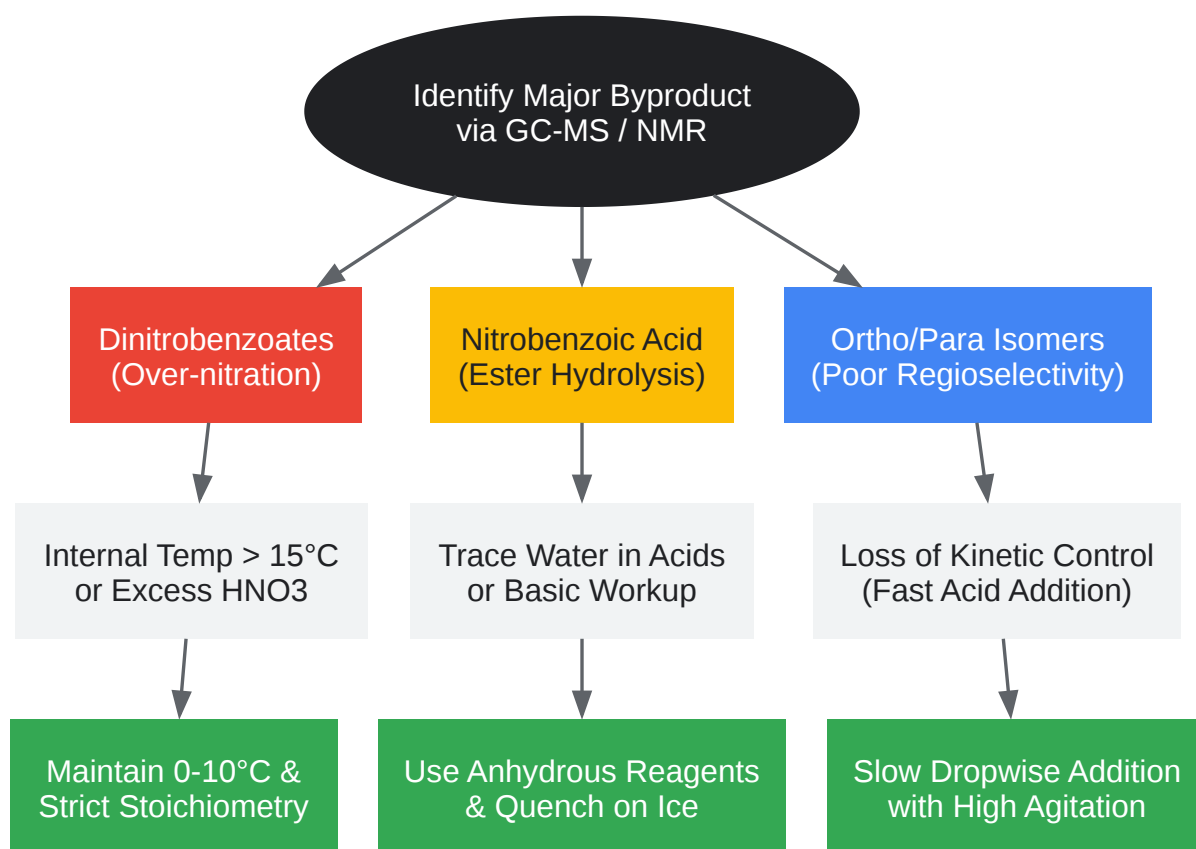 Identify Major Byproduct
via GC-MS / NMR
Dinitrobenzoates
(Over-nitration)
Nitrobenzoic Acid
(Ester Hydrolysis)
Ortho/Para Isomers
(Poor Regioselectivity)
Internal Temp > 15°C
or Excess HNO3
Trace Water in Acids
or Basic Workup
Loss of Kinetic Control
(Fast Acid Addition)
Maintain 0-10°C &
Strict Stoichiometry
Use Anhydrous Reagents
& Quench on Ice
Slow Dropwise Addition
with High Agitation